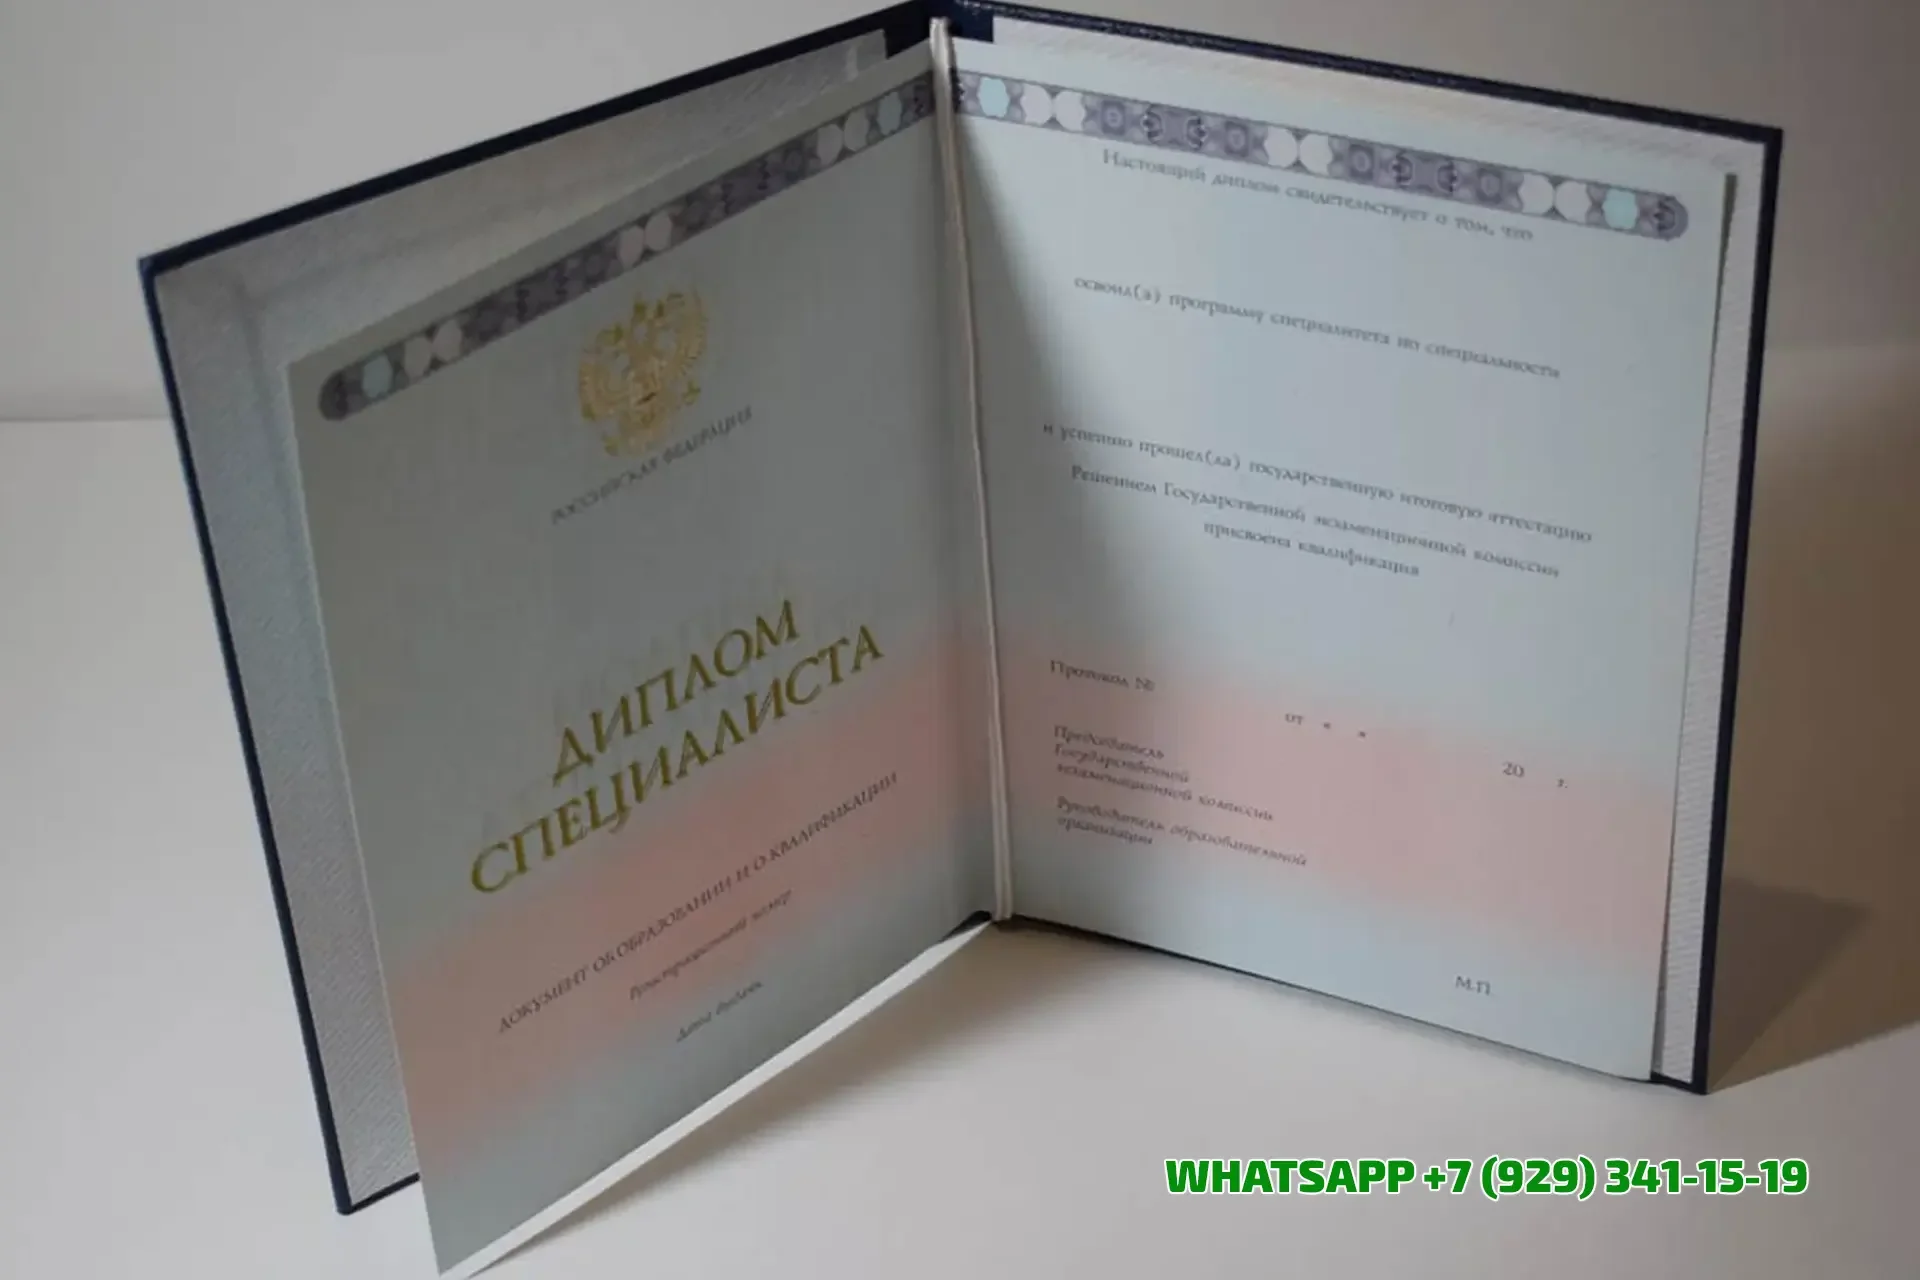 РОССИЙСКАЯ ФЕДЕРАЦИЯ
ДИПЛОМ
СПЕЦИАЛИСТА
ДОКУМЕНТ ОБ ОБРАЗОВАНИИ И О КВАЛИФИКАЦИИ
Регистрационный номер
Дата выдачи
Настоящий диплом свидетельствует о том, что
освоил(а) программу специалитета по специальности
и успешно прошел(ла) государственную итоговую аттестацию
Решением Государственной экзаменационной комиссии
присвоена квалификация
Протокол №
от « » 20 г.
Председатель
Государственной
экзаменационной комиссии
Руководитель образовательной
организации
М.П.
WHATSAPP +7 (929) 341-15-19